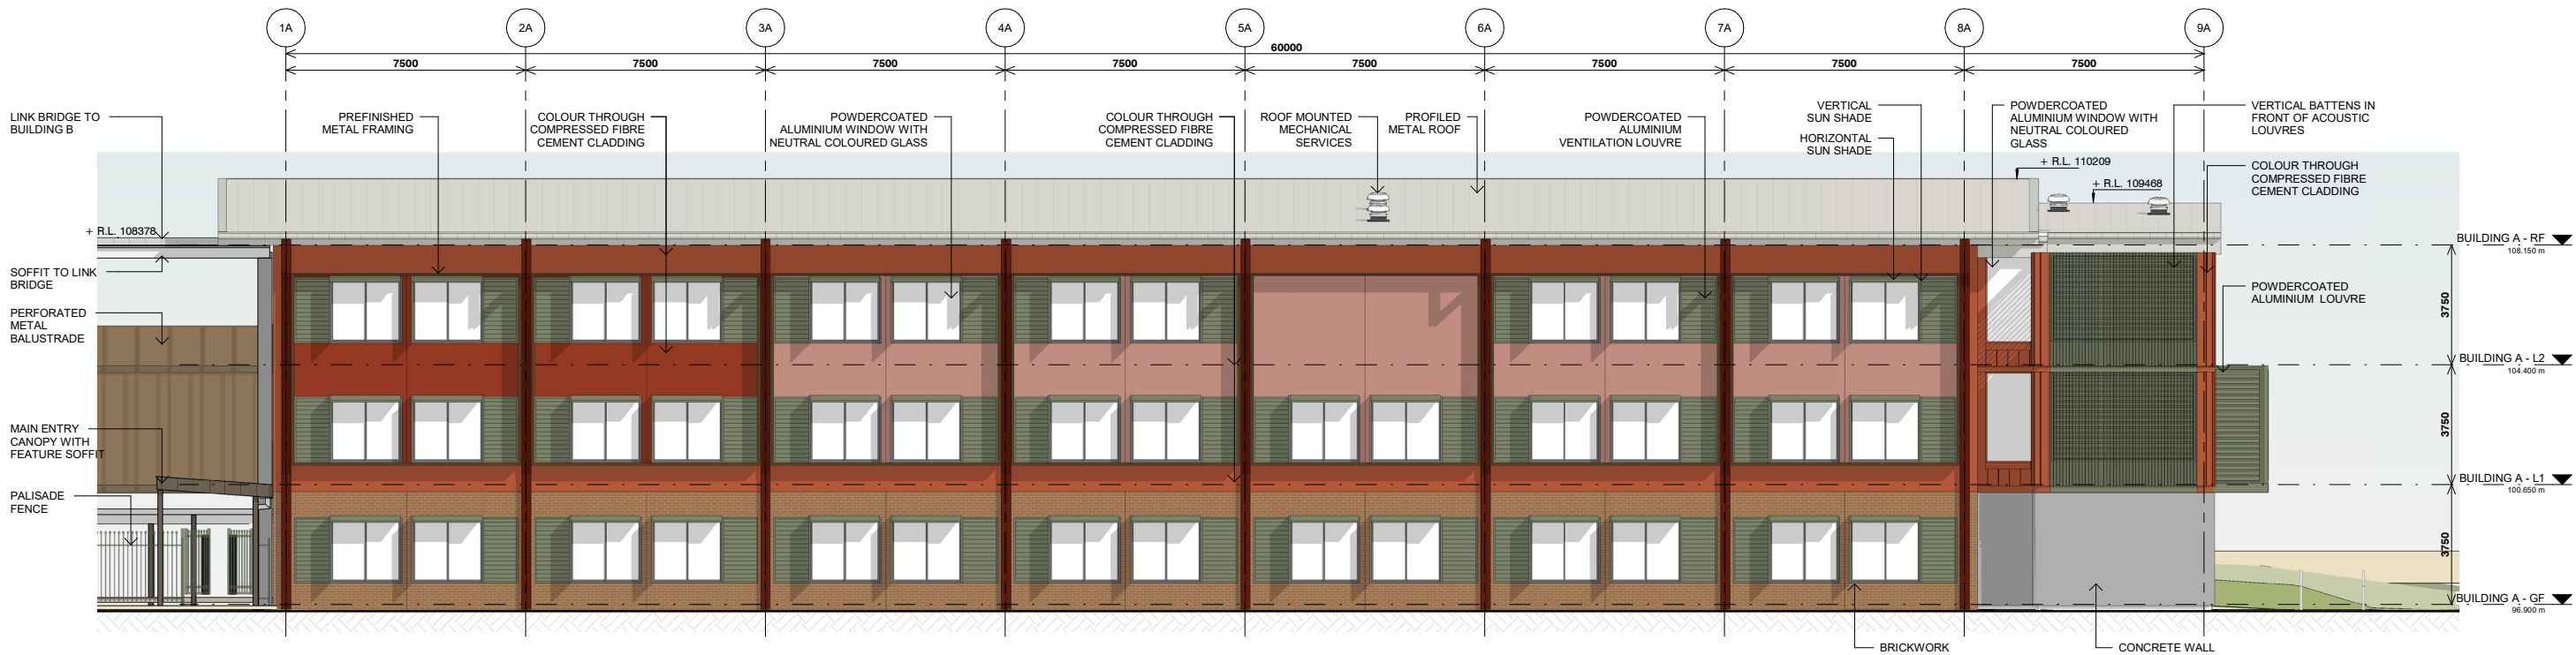 1A
2A
3A
4A
5A
6A
7A
8A
9A
60000
7500
7500
7500
7500
7500
7500
7500
7500
LINK BRIDGE TO
BUILDING B
PREFINISHED
METAL FRAMING
COLOUR THROUGH
COMPRESSED FIBRE
CEMENT CLADDING
POWDERCOATED
ALUMINIUM WINDOW WITH
NEUTRAL COLOURED GLASS
COLOUR THROUGH
COMPRESSED FIBRE
CEMENT CLADDING
ROOF MOUNTED
MECHANICAL
SERVICES
PROFILED
METAL ROOF
POWDERCOATED
ALUMINIUM
VENTILATION LOUVRE
VERTICAL
SUN SHADE
HORIZONTAL
SUN SHADE
POWDERCOATED
ALUMINIUM WINDOW WITH
NEUTRAL COLOURED
GLASS
VERTICAL BATTENS IN
FRONT OF ACOUSTIC
LOUVRES
+ R.L. 110209
+ R.L. 109468
COLOUR THROUGH
COMPRESSED FIBRE
CEMENT CLADDING
+ R.L. 108378
SOFFIT TO LINK
BRIDGE
PERFORATED
METAL
BALUSTRADE
MAIN ENTRY
CANOPY WITH
FEATURE SOFFIT
PALISADE
FENCE
POWDERCOATED
ALUMINIUM LOUVRE
BUILDING A - RF
108.150 m
3750
BUILDING A - L2
104.400 m
3750
BUILDING A - L1
100.650 m
3750
BUILDING A - GF
96.900 m
BRICKWORK
CONCRETE WALL